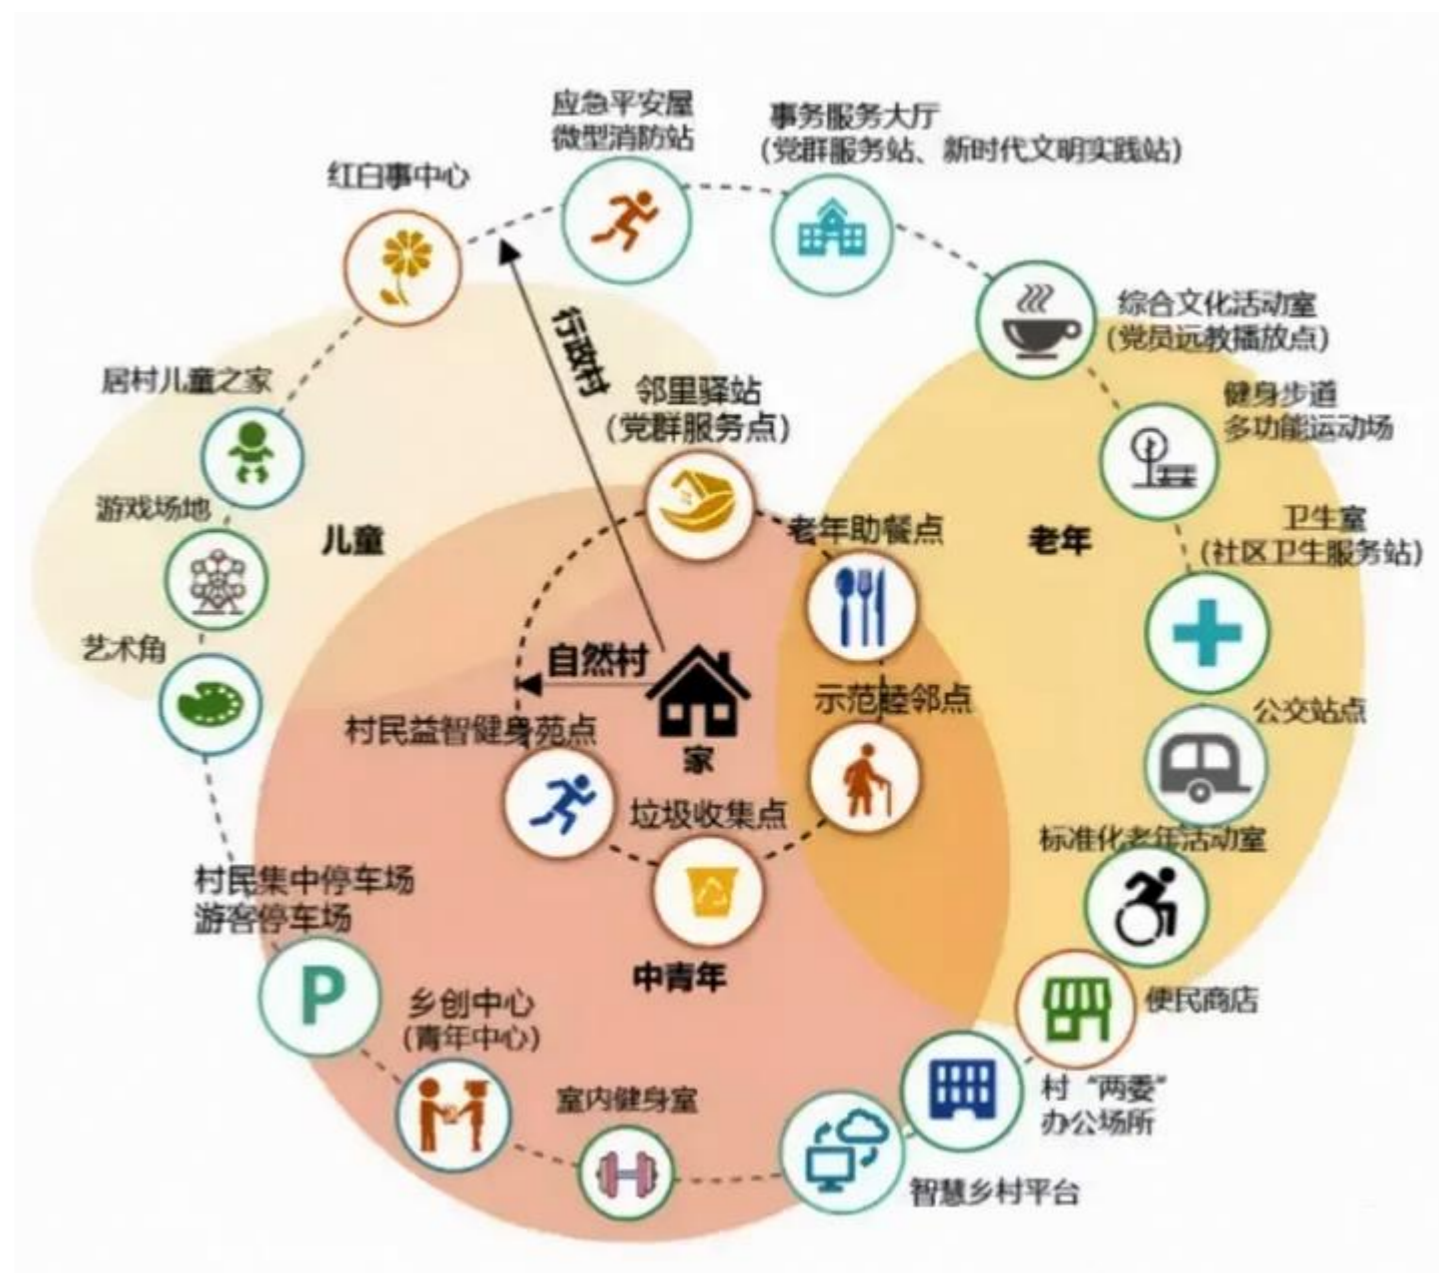 应急平安屋
微型消防站
事务服务大厅
(党群服务站、新时代文明实践站)
红白事中心
综合文化活动室
(党员远教播放点)
行政村
居村儿童之家
邻里驿站
(党群服务点)
健身步道
多功能运动场
游戏场地
儿童
老年助餐点
老年
卫生室
(社区卫生服务站)
艺术角
自然村
示范睦邻点
公交站点
村民益智健身苑点
家
垃圾收集点
标准化老年活动室
村民集中停车场
游客停车场
中青年
P
乡创中心
(青年中心)
便民商店
室内健身室
村“两委”
办公场所
智慧乡村平台